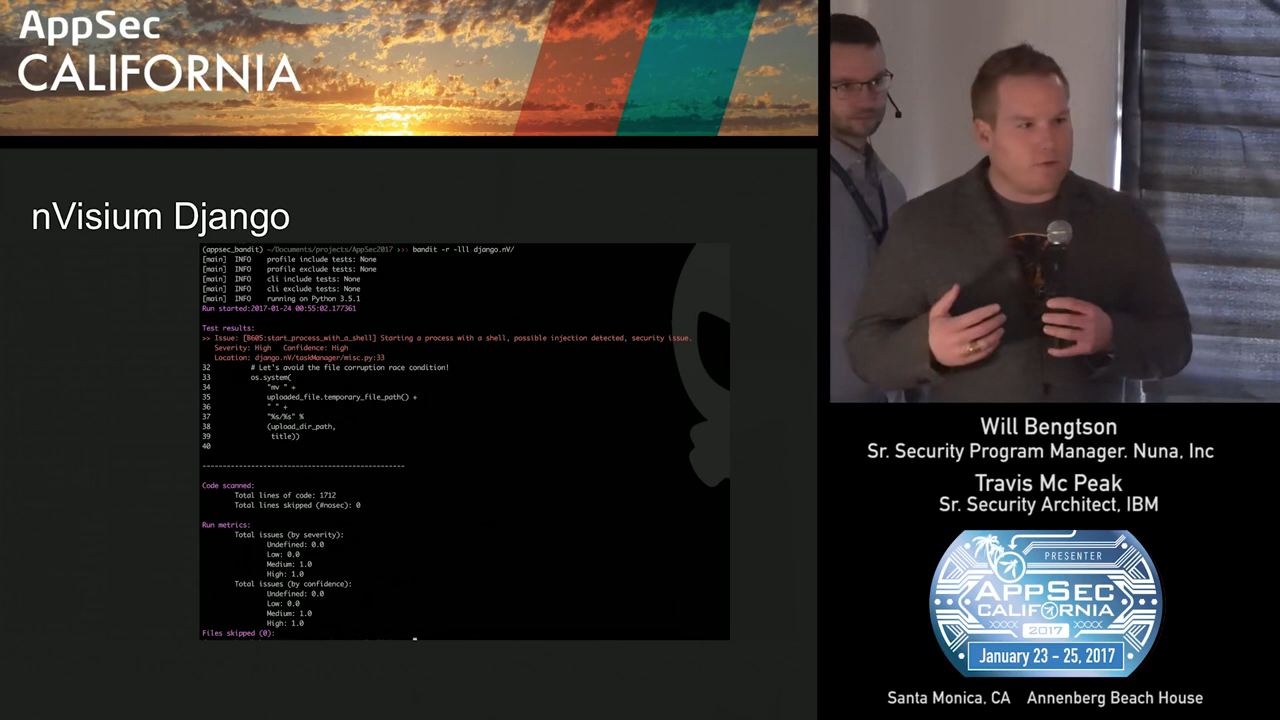 AppSec
CALIFORNIA
nVisium Django
(appsec_bandit) ~/Documents/projects/AppSec2017 >>> bandit -r -lll django.nV/
[main]  INFO    profile include tests: None
[main]  INFO    profile exclude tests: None
[main]  INFO    cli include tests: None
[main]  INFO    cli exclude tests: None
[main]  INFO    running on Python 3.5.1
Run started:2017-01-24 00:55:02.177361
Test results:
>> Issue: [B605:start_process_with_a_shell] Starting a process with a shell, possible injection detected, security issue.
Severity: High   Confidence: High
Location: django.nV/taskManager/misc.py:33
32          # Let's avoid the file corruption race condition!
33          os.system(
34              "mv " +
35              uploaded_file.temporary_file_path() +
36              " " +
37              "%s/%s" %
38              (upload_dir_path,
39               title))
40
--------------------------------------------------
Code scanned:
Total lines of code: 1712
Total lines skipped (#nosec): 0
Run metrics:
Total issues (by severity):
Undefined: 0.0
Low: 0.0
Medium: 1.0
High: 1.0
Total issues (by confidence):
Undefined: 0.0
Low: 0.0
Medium: 1.0
High: 1.0
Files skipped (0):
Will Bengtson
Sr. Security Program Manager. Nuna, Inc
Travis Mc Peak
Sr. Security Architect, IBM
PRESENTER
APPSEC
CALIFORNIA
XXXX 2017 XXXX
January 23 - 25, 2017
Santa Monica, CA Annenberg Beach House